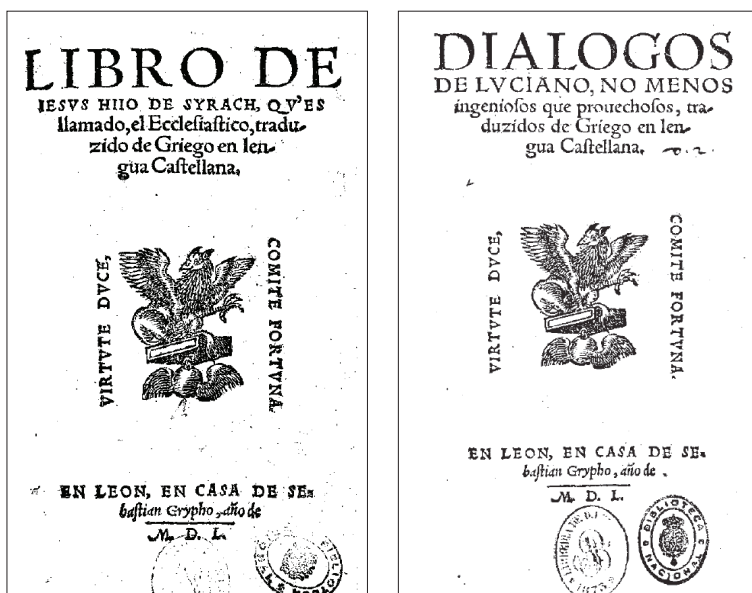 LIBRO DE
IESVS HIIO DE SYRACH, QV'ES
llamado, el Ecclesiaſtico, tradu-
zido de Griego en len-
gua Caſtellana.
VIRTVTE DVCE,
COMITE FORTVNA.
EN LEON, EN CASA DE SE-
baſtian Grypho, año de
M. D. L.
DIALOGOS
DE LVCIANO, NO MENOS
ingenioſos que prouechoſos, tra-
duzidos de Griego en len-
gua Caſtellana.
VIRTVTE DVCE,
COMITE FORTVNA.
EN LEON, EN CASA DE SE-
baſtian Grypho, año de .
M. D. L.
BIBLIOTECA
NACIONAL